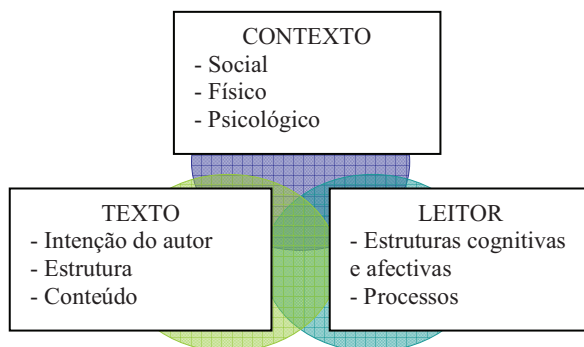 CONTEXTO
- Social
- Físico
- Psicológico
TEXTO
- Intenção do autor
- Estrutura
- Conteúdo
LEITOR
- Estruturas cognitivas
e afectivas
- Processos